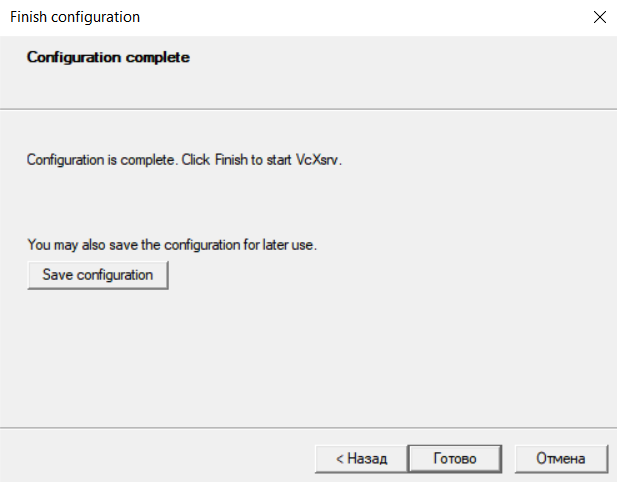 Finish configuration
Configuration complete
Configuration is complete. Click Finish to start VcXsrv.
You may also save the configuration for later use.
Save configuration
< Назад
Готово
Отмена